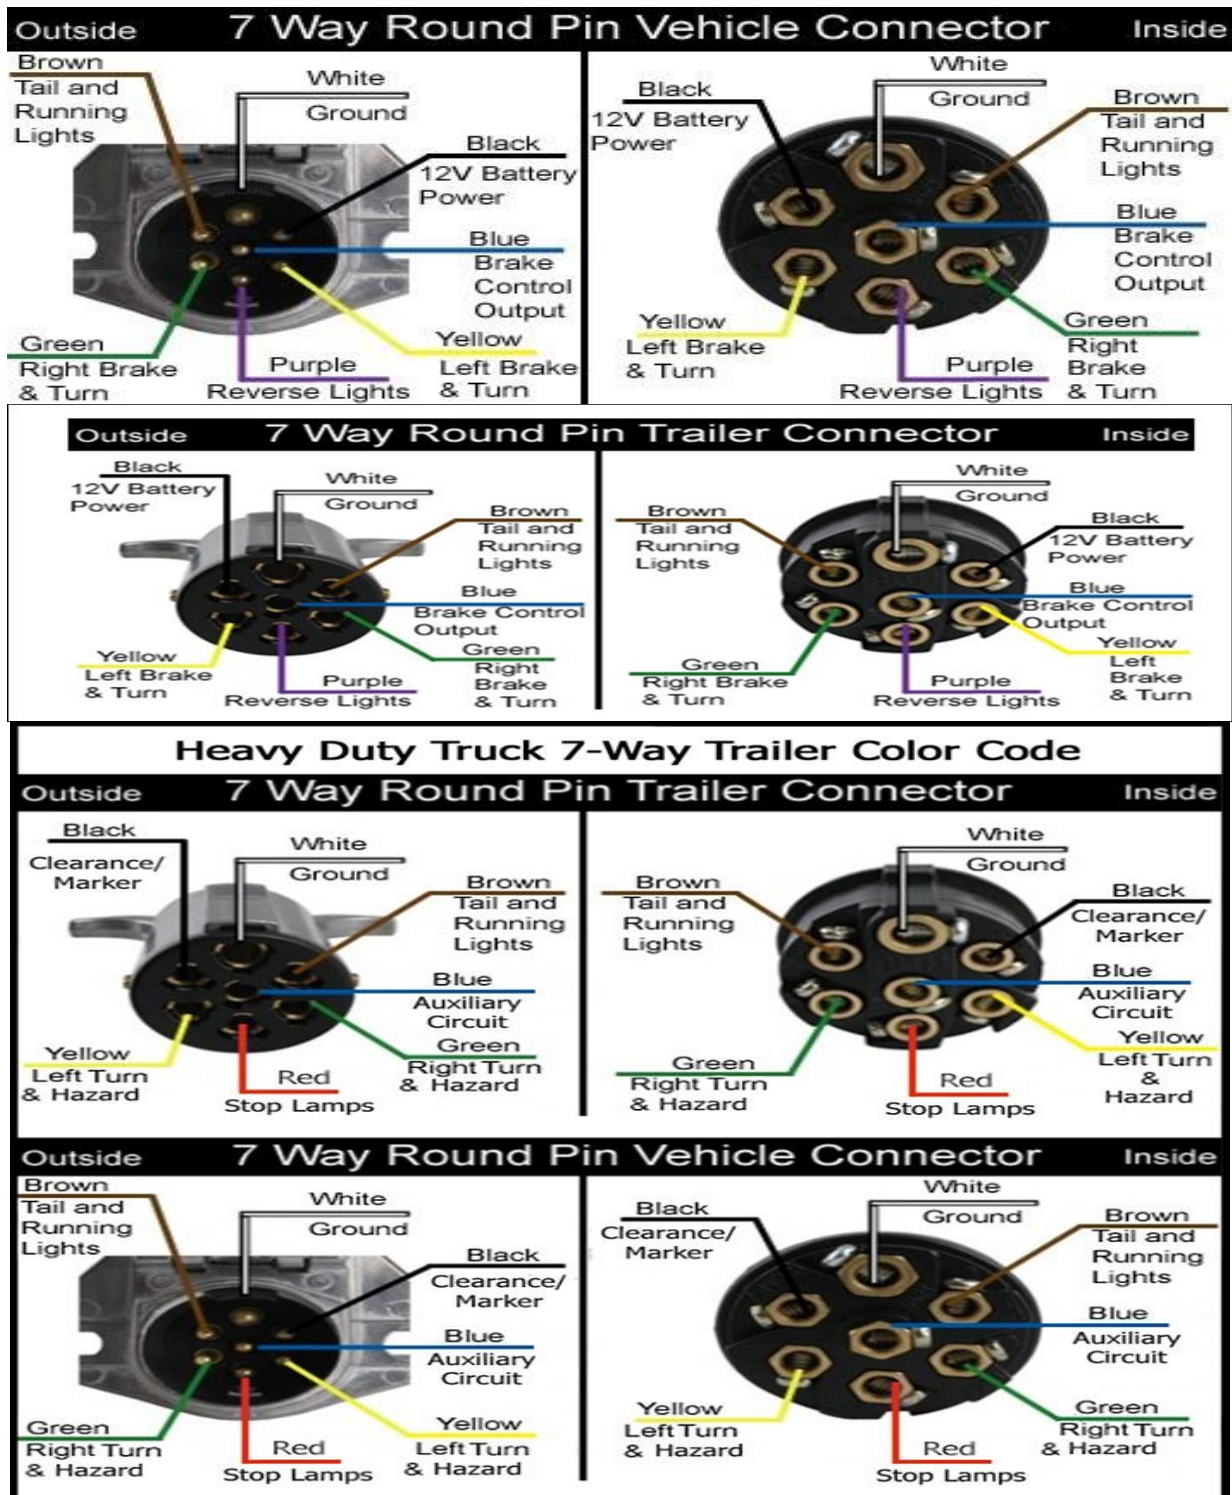 Outside 7 Way Round Pin Vehicle Connector Inside
Brown
Tail and
Running
Lights
White
Ground
Black
12V Battery
Power
Blue
Brake
Control
Output
Green
Right Brake
& Turn
Purple
Reverse Lights
Yellow
Left Brake
& Turn
White
Ground
Black
12V Battery
Power
Brown
Tail and
Running
Lights
Blue
Brake
Control
Output
Yellow
Left Brake
& Turn
Green
Right
Brake
& Turn
Purple
Reverse Lights
Outside 7 Way Round Pin Trailer Connector Inside
Black
12V Battery
Power
White
Ground
Brown
Tail and
Running
Lights
Blue
Brake Control
Output
Yellow
Left Brake
& Turn
Green
Right
Brake
& Turn
Purple
Reverse Lights
White
Ground
Brown
Tail and
Running
Lights
Black
12V Battery
Power
Blue
Brake Control
Output
Green
Right Brake
& Turn
Yellow
Left
Brake
& Turn
Purple
Reverse Lights
Heavy Duty Truck 7-Way Trailer Color Code
Outside 7 Way Round Pin Trailer Connector Inside
Black
Clearance/
Marker
White
Ground
Brown
Tail and
Running
Lights
Blue
Auxiliary
Circuit
Yellow
Left Turn
& Hazard
Green
Right Turn
& Hazard
Red
Stop Lamps
White
Ground
Brown
Tail and
Running
Lights
Black
Clearance/
Marker
Blue
Auxiliary
Circuit
Green
Right Turn
& Hazard
Yellow
Left Turn
&
Hazard
Red
Stop Lamps
Outside 7 Way Round Pin Vehicle Connector Inside
Brown
Tail and
Running
Lights
White
Ground
Black
Clearance/
Marker
Blue
Auxiliary
Circuit
Green
Right Turn
& Hazard
Red
Stop Lamps
Yellow
Left Turn
& Hazard
White
Ground
Black
Clearance/
Marker
Brown
Tail and
Running
Lights
Blue
Auxiliary
Circuit
Yellow
Left Turn
& Hazard
Green
Right Turn
& Hazard
Red
Stop Lamps